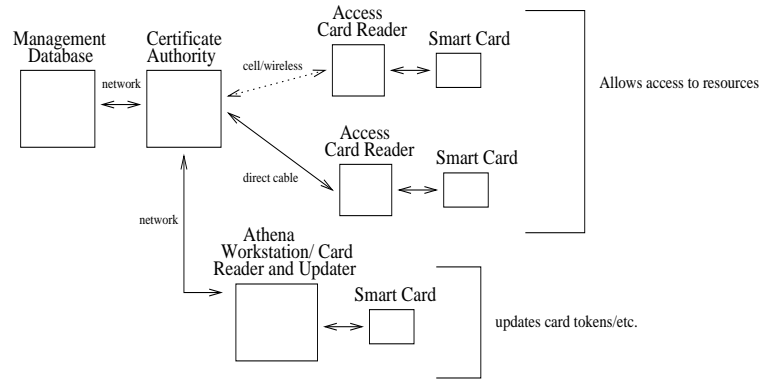 Management
Database
Certificate
Authority
Access
Card Reader
Smart Card
network
cell/wireless
Allows access to resources
Access
Card Reader
Smart Card
direct cable
network
Athena
Workstation/ Card
Reader and Updater
Smart Card
updates card tokens/etc.